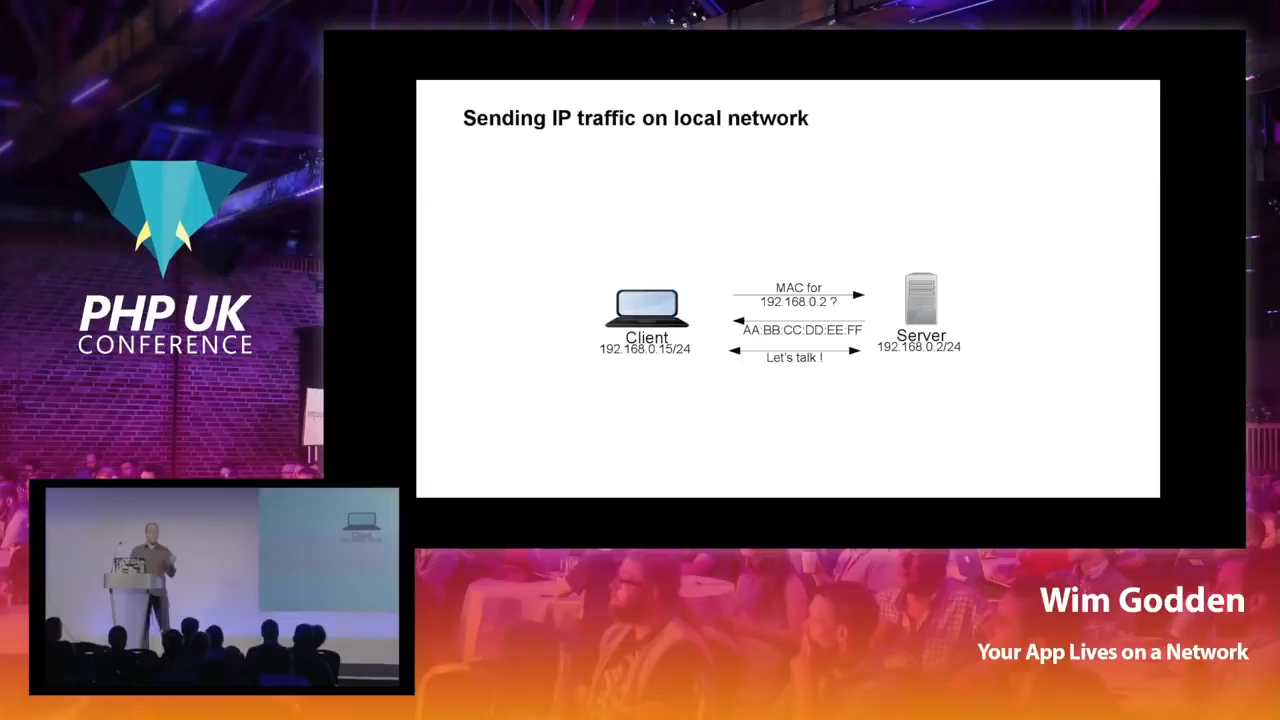 Sending IP traffic on local network
MAC for
192.168.0.2 ?
AA:BB:CC:DD:EE:FF
Let's talk !
Client
192.168.0.15/24
Server
192.168.0.2/24
PHP UK
CONFERENCE
Wim Godden
Your App Lives on a Network